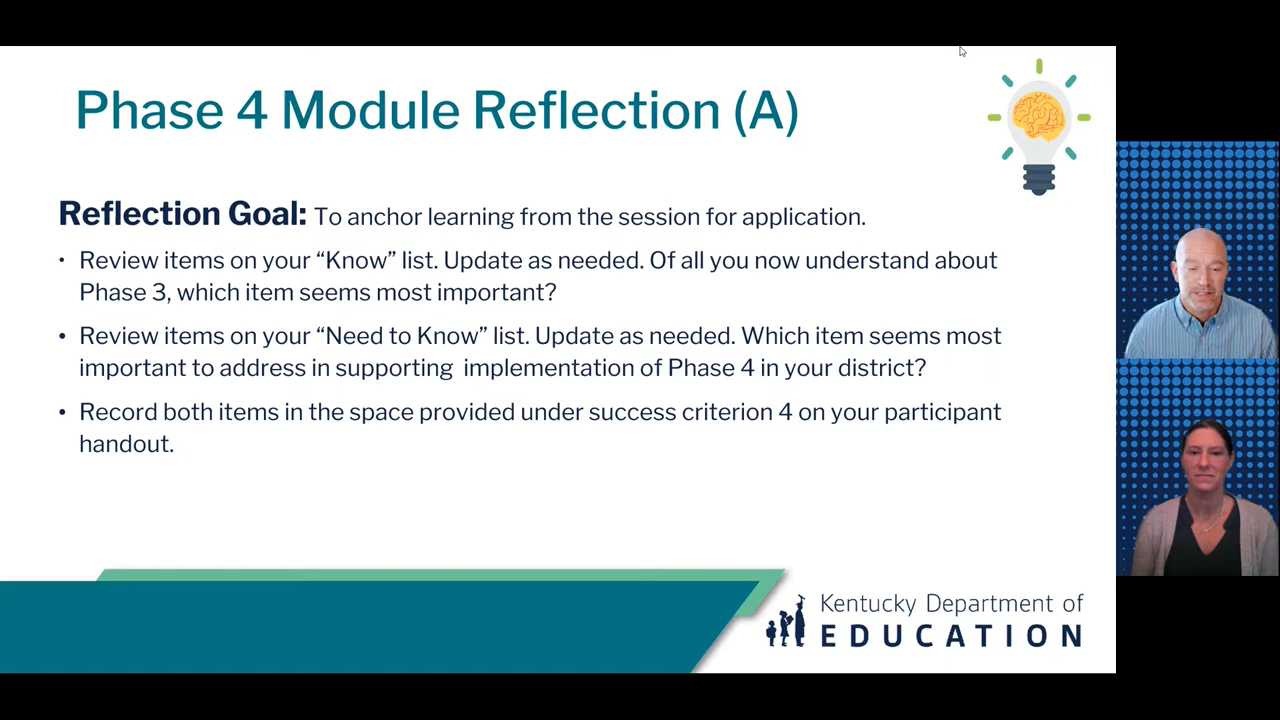 Phase 4 Module Reflection (A)
Reflection Goal: To anchor learning from the session for application.
• Review items on your “Know” list. Update as needed. Of all you now understand about
Phase 3, which item seems most important?
• Review items on your “Need to Know” list. Update as needed. Which item seems most
important to address in supporting  implementation of Phase 4 in your district?
• Record both items in the space provided under success criterion 4 on your participant
handout.
Kentucky Department of
EDUCATION